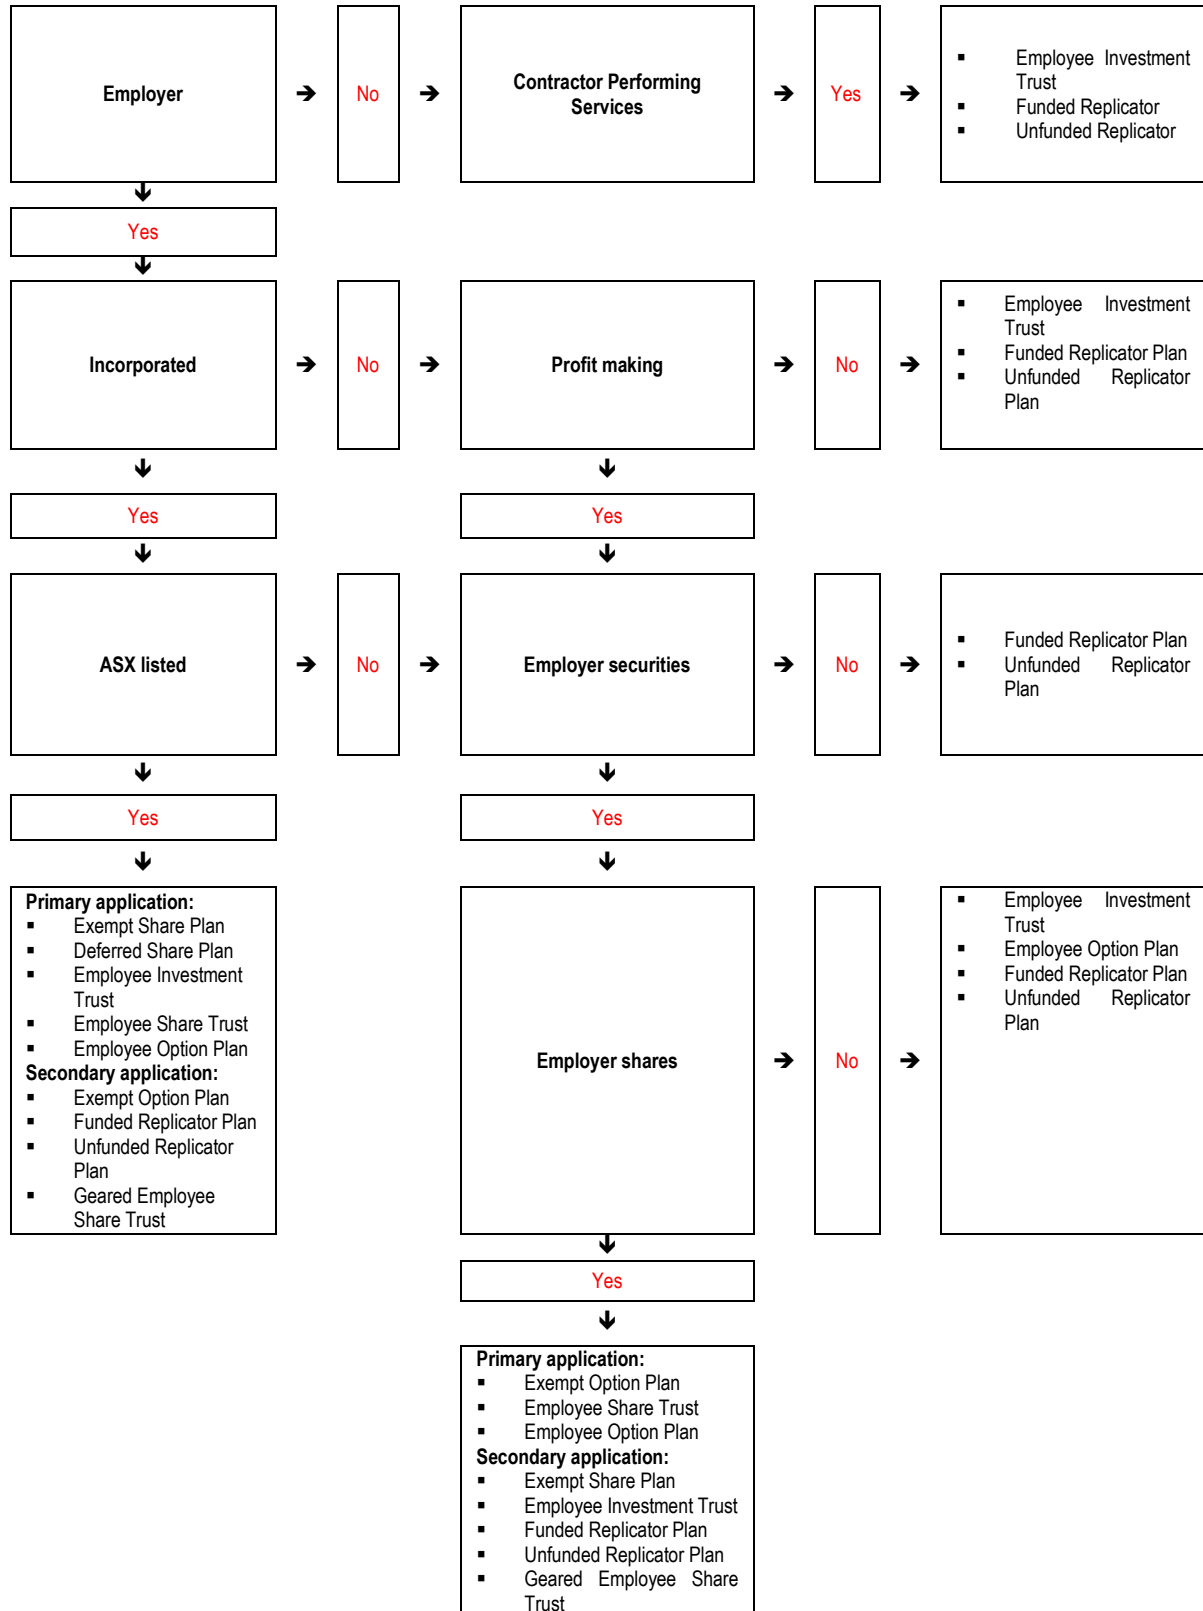 Employer
➔
No
➔
Contractor Performing
Services
➔
Yes
➔
▪ Employee Investment
Trust
▪ Funded Replicator
▪ Unfunded Replicator
Yes
Incorporated
➔
No
➔
Profit making
➔
No
➔
▪ Employee Investment
Trust
▪ Funded Replicator Plan
▪ Unfunded Replicator
Plan
Yes
Yes
ASX listed
➔
No
➔
Employer securities
➔
No
➔
▪ Funded Replicator Plan
▪ Unfunded Replicator
Plan
Yes
Yes
Primary application:
▪ Exempt Share Plan
▪ Deferred Share Plan
▪ Employee Investment
Trust
▪ Employee Share Trust
▪ Employee Option Plan
Secondary application:
▪ Exempt Option Plan
▪ Funded Replicator Plan
▪ Unfunded Replicator
Plan
▪ Geared Employee
Share Trust
Employer shares
➔
No
➔
▪ Employee Investment
Trust
▪ Employee Option Plan
▪ Funded Replicator Plan
▪ Unfunded Replicator
Plan
Yes
Primary application:
▪ Exempt Option Plan
▪ Employee Share Trust
▪ Employee Option Plan
Secondary application:
▪ Exempt Share Plan
▪ Employee Investment Trust
▪ Funded Replicator Plan
▪ Unfunded Replicator Plan
▪ Geared Employee Share
Trust